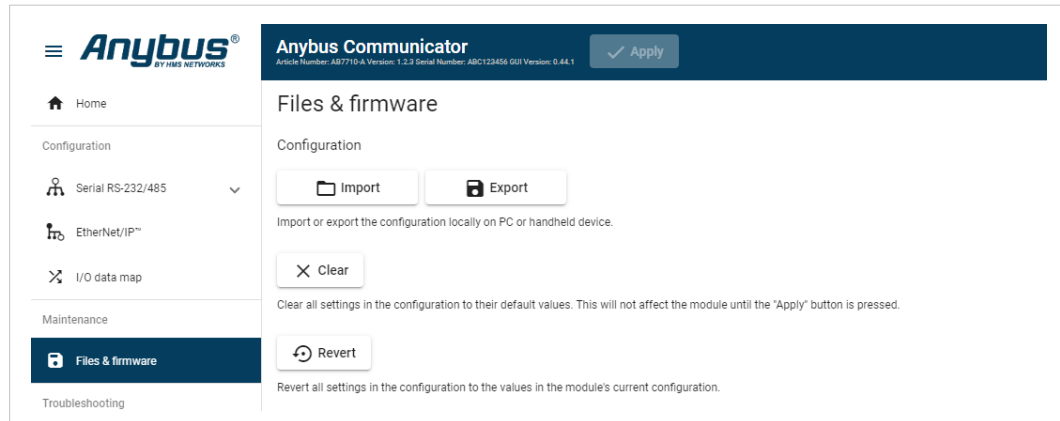 Anybus®
BY HMS NETWORKS
Anybus Communicator
Article Number: AB7710-A Version: 1.2.3 Serial Number: ABC123456 GUI Version: 0.44.1
Apply
Home
Configuration
Serial RS-232/485
EtherNet/IP™
I/O data map
Maintenance
Files & firmware
Troubleshooting
Files & firmware
Configuration
Import
Export
Import or export the configuration locally on PC or handheld device.
Clear
Clear all settings in the configuration to their default values. This will not affect the module until the "Apply" button is pressed.
Revert
Revert all settings in the configuration to the values in the module's current configuration.